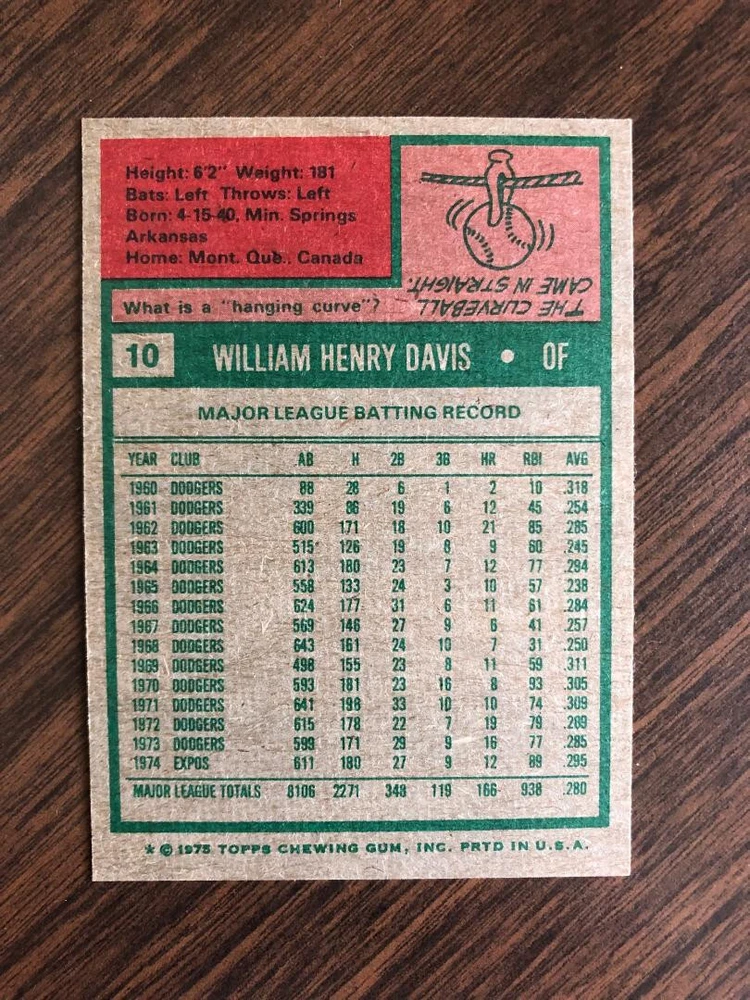 Height: 6'2" Weight: 181
Bats: Left Throws: Left
Born: 4-15-40, Min. Springs
Arkansas
Home: Mont. Que., Canada
THE CURVEBALL
CAME IN STRAIGHT.
What is a "hanging curve"?
10 WILLIAM HENRY DAVIS • OF
MAJOR LEAGUE BATTING RECORD
YEAR CLUB AB H 2B 3B HR RBI AVG
1960 DODGERS 88 28 6 1 2 10 .318
1961 DODGERS 339 86 19 6 12 45 .254
1962 DODGERS 600 171 18 10 21 85 .285
1963 DODGERS 515* 126 19 8 9 60 .245
1964 DODGERS 613 180 23 7 12 77 .294
1965 DODGERS 558 133 24 3 10 57 .238
1966 DODGERS 624 177 31 6 11 61 .284
1967 DODGERS 569 146 27 9 6 41 .257
1968 DODGERS 643 161 24 10 7 31 .250
1969 DODGERS 498 155 23 8 11 59 .311
1970 DODGERS 593 181 23 16 8 93 .305
1971 DODGERS 641 198 33 10 10 74 .309
1972 DODGERS 615 178 22 7 19 79 .289
1973 DODGERS 599 171 29 9 16 77 .285
1974 EXPOS 611 180 27 9 12 89 .295
MAJOR LEAGUE TOTALS 8106 2271 348 119 166 938 .280
* © 1975 TOPPS CHEWING GUM, INC. PRTD IN U.S.A.